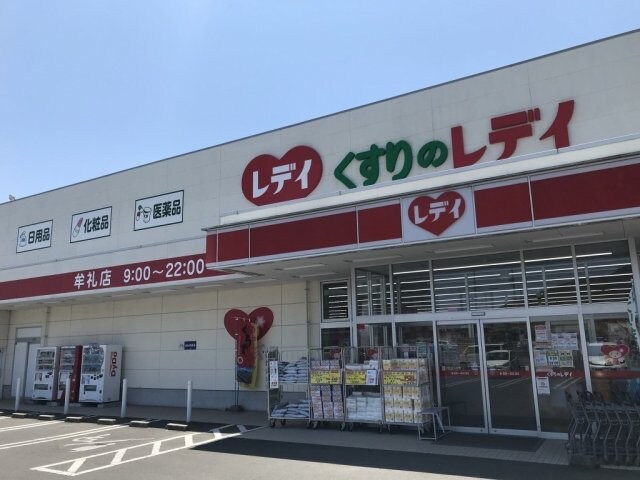 レデイ くすりのレデイ
レデイ
日用品 化粧品 医薬品
牟礼店 9:00〜22:00
DyDo